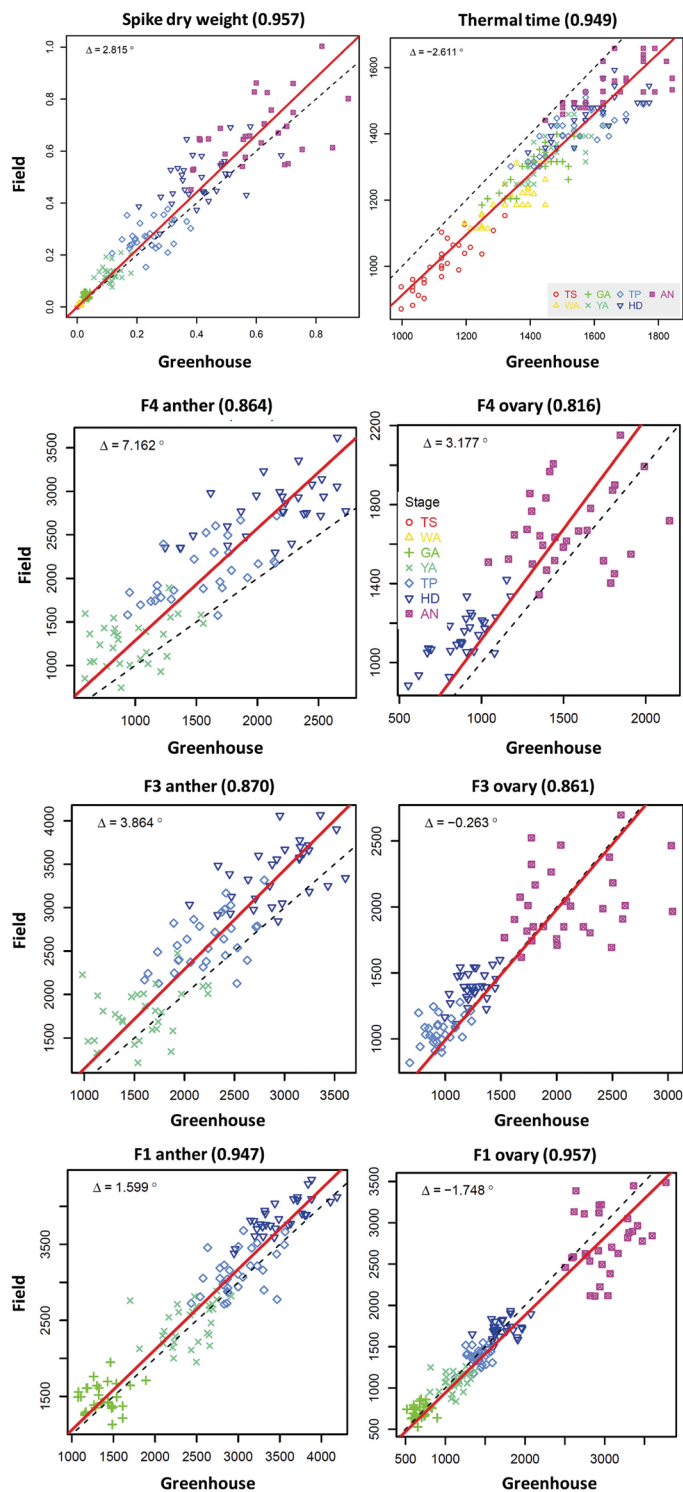 Spike dry weight (0.957)
Δ = 2.815 °
Field
0.0 0.2 0.4 0.6 0.8 1.0
0.0 0.2 0.4 0.6 0.8
Greenhouse
Thermal time (0.949)
Δ = −2.611 °
1000 1200 1400 1600
TS GA TP AN
WA YA HD
1000 1200 1400 1600 1800
Greenhouse
F4 anther (0.864)
Δ = 7.162 °
Field
1000 1500 2000 2500 3000 3500
1000 1500 2000 2500
Greenhouse
F4 ovary (0.816)
Δ = 3.177 °
1000 1400 1800 2200
Stage
TS
WA
GA
YA
TP
HD
AN
500 1000 1500 2000
Greenhouse
F3 anther (0.870)
Δ = 3.864 °
Field
1500 2000 2500 3000 3500 4000
1000 1500 2000 2500 3000 3500
Greenhouse
F3 ovary (0.861)
Δ = −0.263 °
1000 1500 2000 2500
1000 1500 2000 2500 3000
Greenhouse
F1 anther (0.947)
Δ = 1.599 °
Field
1500 2500 3500
1000 1500 2000 2500 3000 3500 4000
Greenhouse
F1 ovary (0.957)
Δ = −1.748 °
500 1000 1500 2000 2500 3000 3500
500 1000 2000 3000
Greenhouse